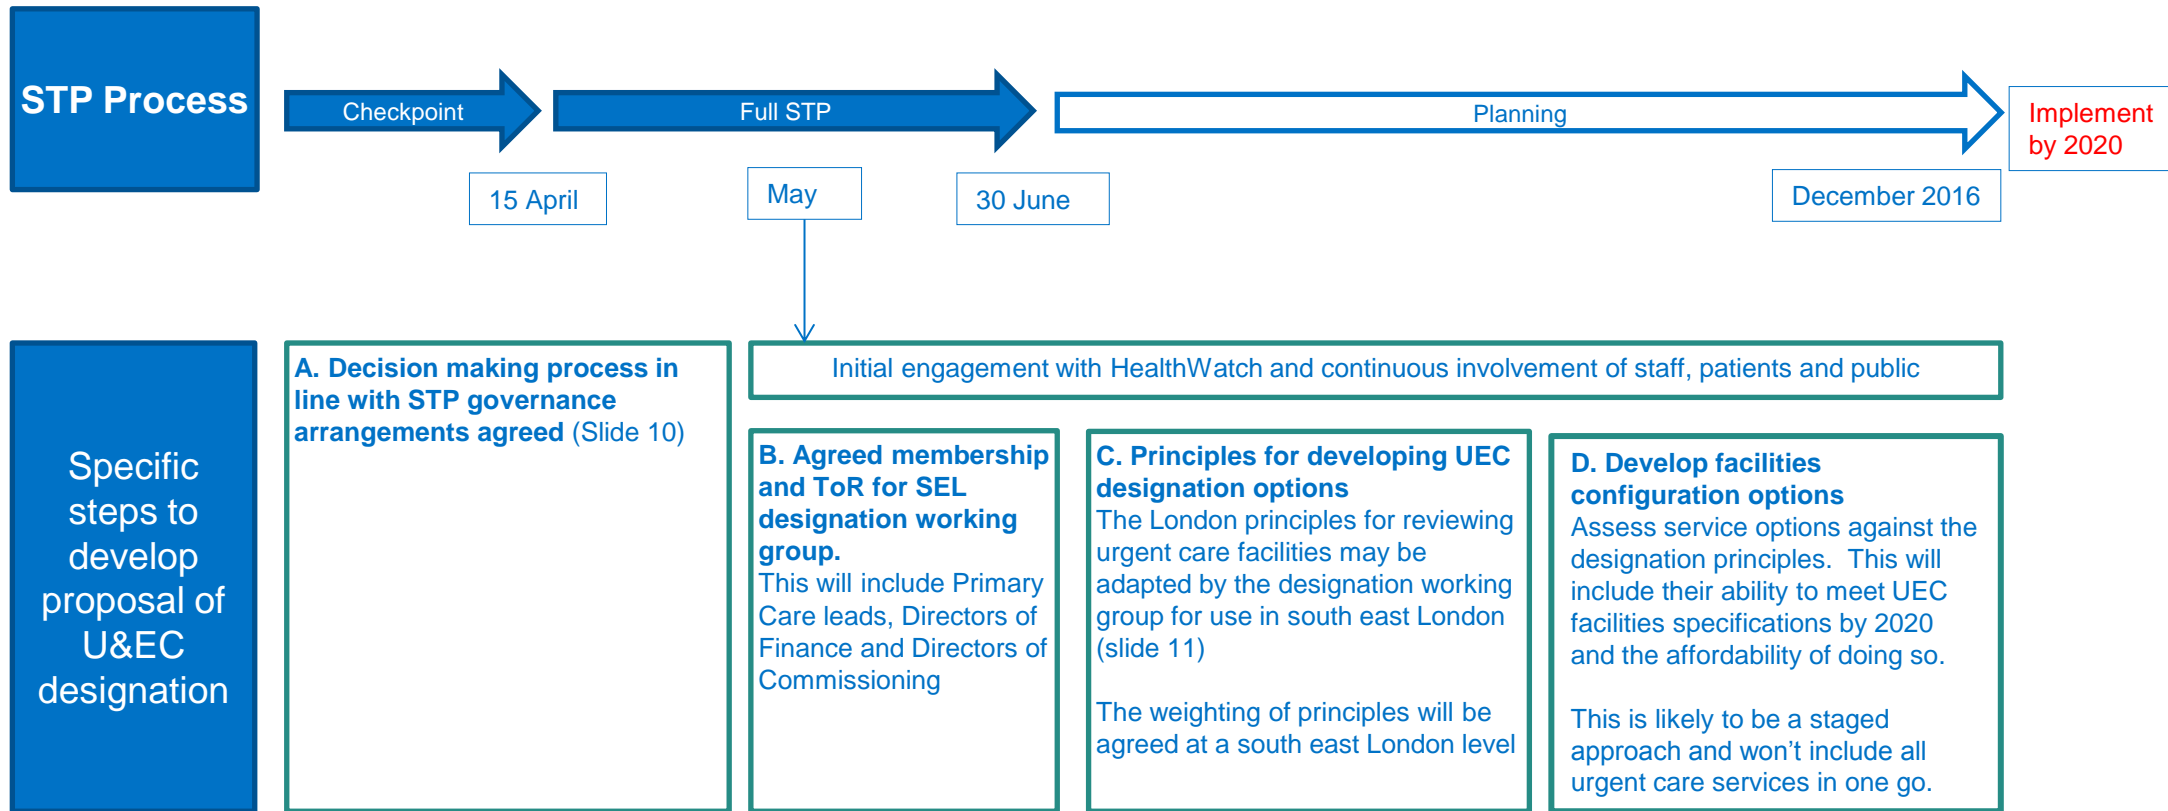 STP Process
Checkpoint
Full STP
Planning
Implement
by 2020
15 April
May
30 June
December 2016
Specific
steps to
develop
proposal of
U&EC
designation
A. Decision making process in
line with STP governance
arrangements agreed (Slide 10)
Initial engagement with HealthWatch and continuous involvement of staff, patients and public
B. Agreed membership
and ToR for SEL
designation working
group.
This will include Primary
Care leads, Directors of
Finance and Directors of
Commissioning
C. Principles for developing UEC
designation options
The London principles for reviewing
urgent care facilities may be
adapted by the designation working
group for use in south east London
(slide 11)
The weighting of principles will be
agreed at a south east London level
D. Develop facilities
configuration options
Assess service options against the
designation principles.  This will
include their ability to meet UEC
facilities specifications by 2020
and the affordability of doing so.
This is likely to be a staged
approach and won’t include all
urgent care services in one go.